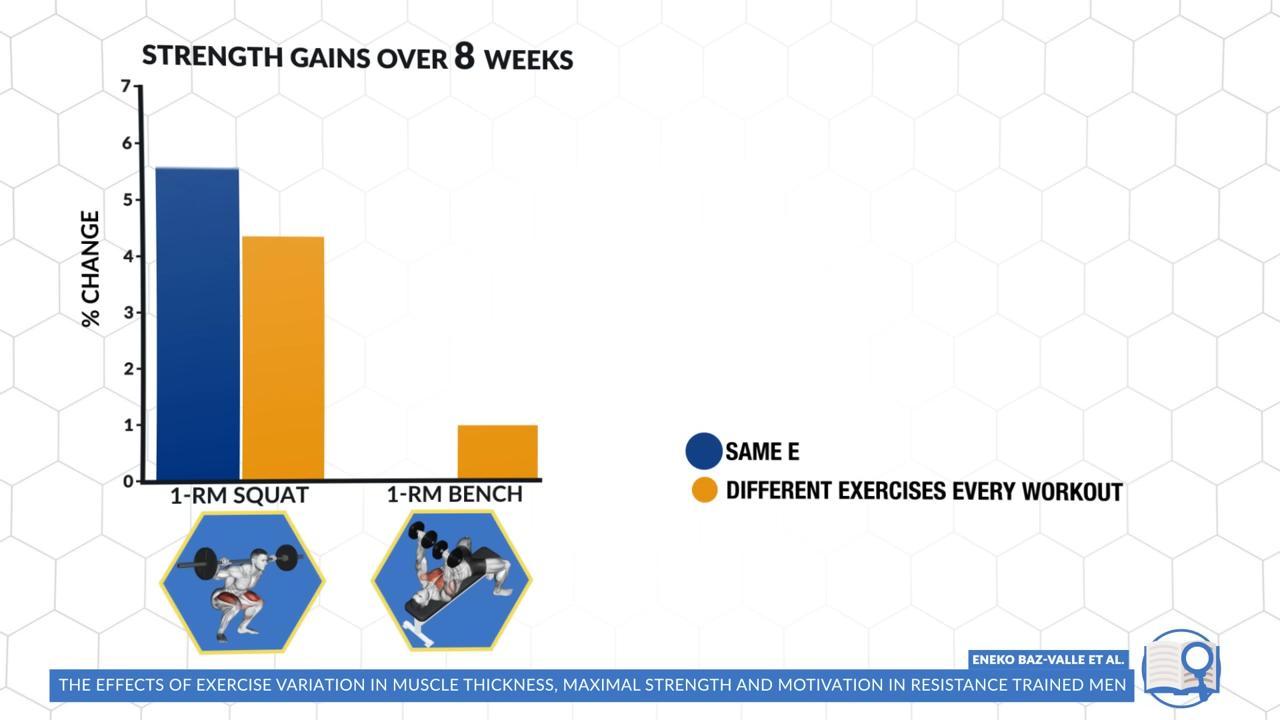 STRENGTH GAINS OVER 8 WEEKS
7
6
5
4
3
2
1
0
% CHANGE
1-RM SQUAT
1-RM BENCH
SAME E
DIFFERENT EXERCISES EVERY WORKOUT
ENEKO BAZ-VALLE ET AL.
THE EFFECTS OF EXERCISE VARIATION IN MUSCLE THICKNESS, MAXIMAL STRENGTH AND MOTIVATION IN RESISTANCE TRAINED MEN